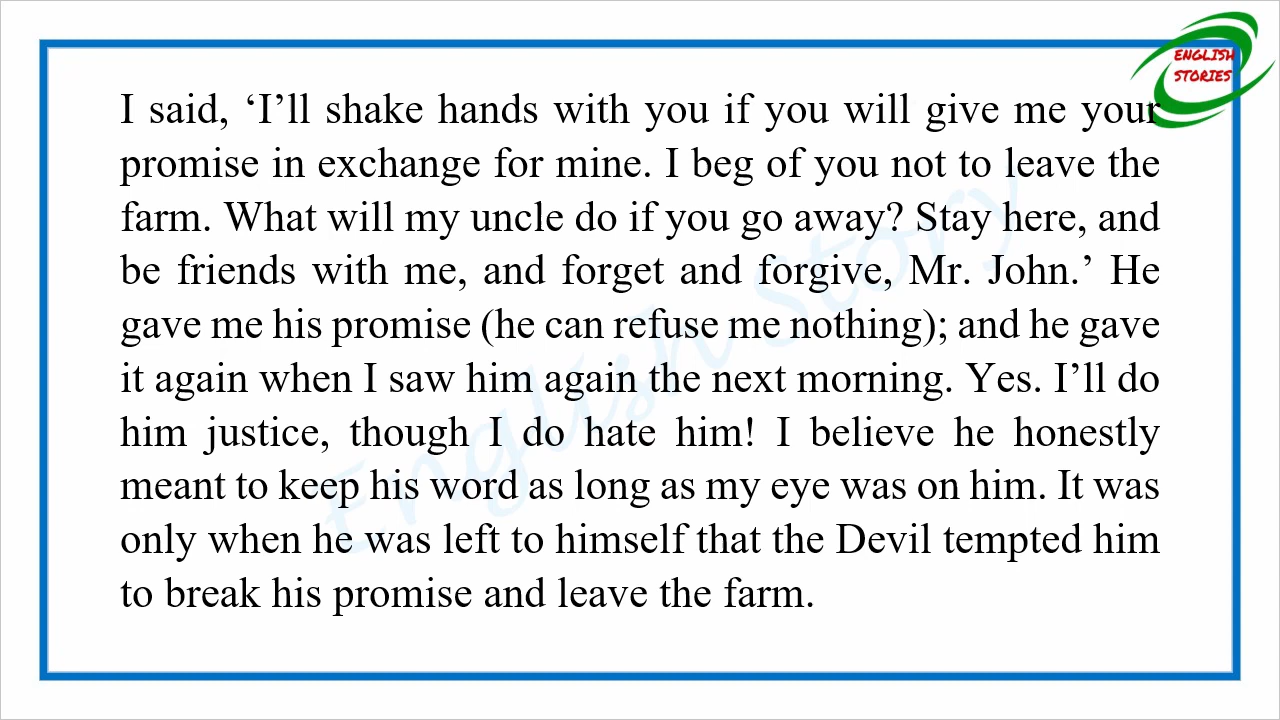 ENGLISH
STORIES
I said, ‘I’ll shake hands with you if you will give me your
promise in exchange for mine. I beg of you not to leave the
farm. What will my uncle do if you go away? Stay here, and
be friends with me, and forget and forgive, Mr. John.’ He
gave me his promise (he can refuse me nothing); and he gave
it again when I saw him again the next morning. Yes. I’ll do
him justice, though I do hate him! I believe he honestly
meant to keep his word as long as my eye was on him. It was
only when he was left to himself that the Devil tempted him
to break his promise and leave the farm.
English Story